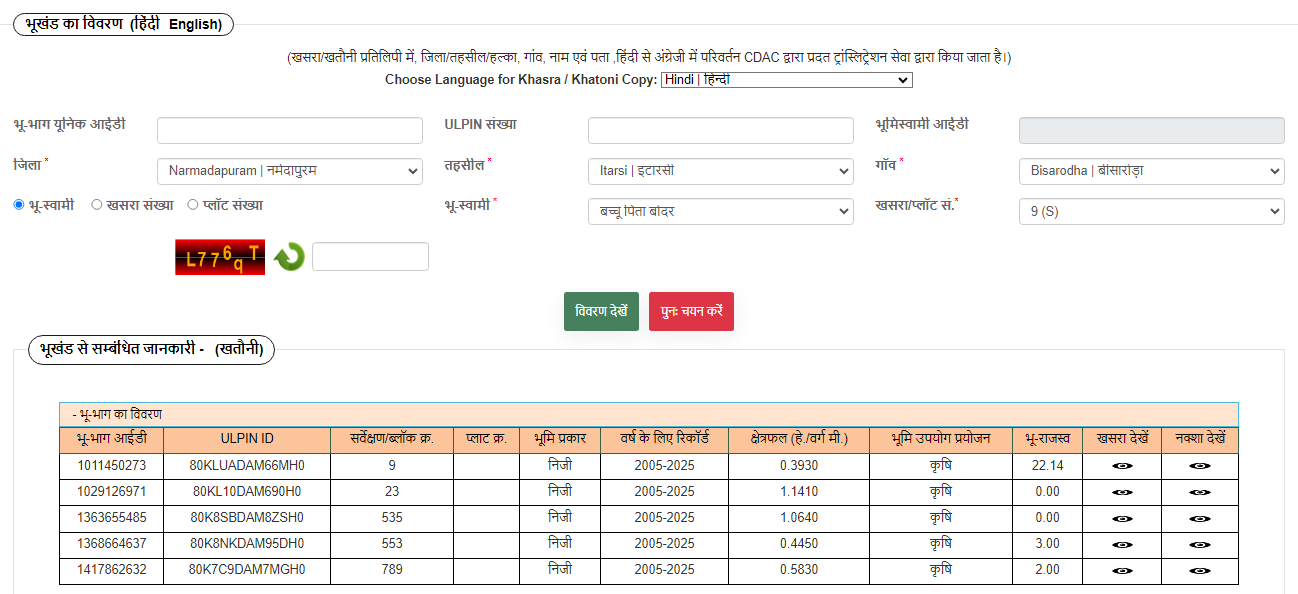 भूखंड का विवरण (हिंदी English)
(खसरा/खतौनी प्रतिलिपी में, जिला/तहसील/हल्का, गांव, नाम एवं पता ,हिंदी से अंग्रेजी में परिवर्तन CDAC द्वारा प्रदत ट्रांस्लिट्रेशन सेवा द्वारा किया जाता है।)
Choose Language for Khasra / Khatoni Copy: Hindi | हिन्दी
भू-भाग यूनिक आईडी ULPIN संख्या भूमिस्वामी आईडी
जिला * Narmadapuram | नर्मदापुरम तहसील * Itarsi | इटारसी गाँव * Bisarodha | बीसारोड़ा
भू-स्वामी खसरा संख्या प्लॉट संख्या भू-स्वामी * बच्चू पिता बोदर खसरा/प्लॉट सं.* 9 (S)
L776qT
विवरण देखें पुनः चयन करें
भूखंड से सम्बंधित जानकारी - (खतौनी)
- भू-भाग का विवरण
भू-भाग आईडी ULPIN ID सर्वेक्षण/ब्लॉक क्र. प्लाट क्र. भूमि प्रकार वर्ष के लिए रिकॉर्ड क्षेत्रफल (हे./वर्ग मी.) भूमि उपयोग प्रयोजन भू-राजस्व खसरा देखें नक्शा देखें
1011450273 80KLUADAM66MH0 9 निजी 2005-2025 0.3930 कृषि 22.14
1029126971 80KL10DAM690H0 23 निजी 2005-2025 1.1410 कृषि 0.00
1363655485 80K8SBDAM8ZSH0 535 निजी 2005-2025 1.0640 कृषि 0.00
1368664637 80K8NKDAM95DH0 553 निजी 2005-2025 0.4450 कृषि 3.00
1417862632 80K7C9DAM7MGH0 789 निजी 2005-2025 0.5830 कृषि 2.00